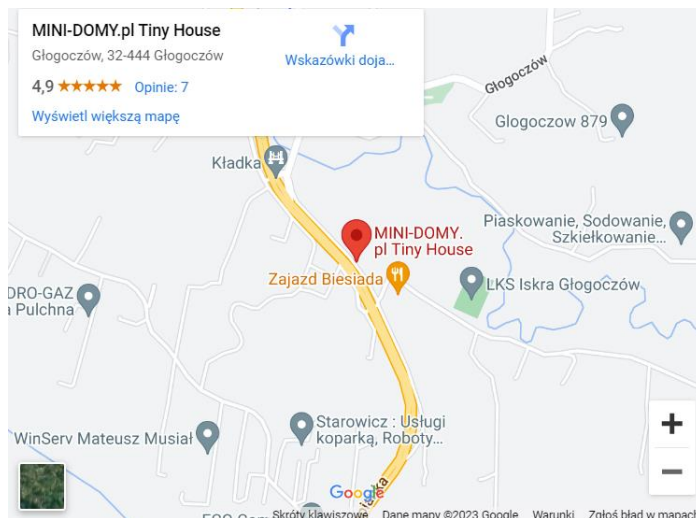 MINI-DOMY.pl Tiny House
Głogoczów, 32-444 Głogoczów
4,9
Opinie: 7
Wyświetl większą mapę
Wskazówki doja…
Głogoczów
Glogoczow 879
Kładka
MINI-DOMY.
pl Tiny House
Piaskowanie, Sodowanie,
Szkiełkowanie...
Zajazd Biesiada
LKS Iskra Głogoczów
DRO-GAZ
a Pulchna
Starowicz : Usługi
koparką, Roboty...
WinServ Mateusz Musiał
+
−
Google
Skróty klawiszowe
Dane mapy ©2023 Google
Warunki
Zgłoś błąd w mapach